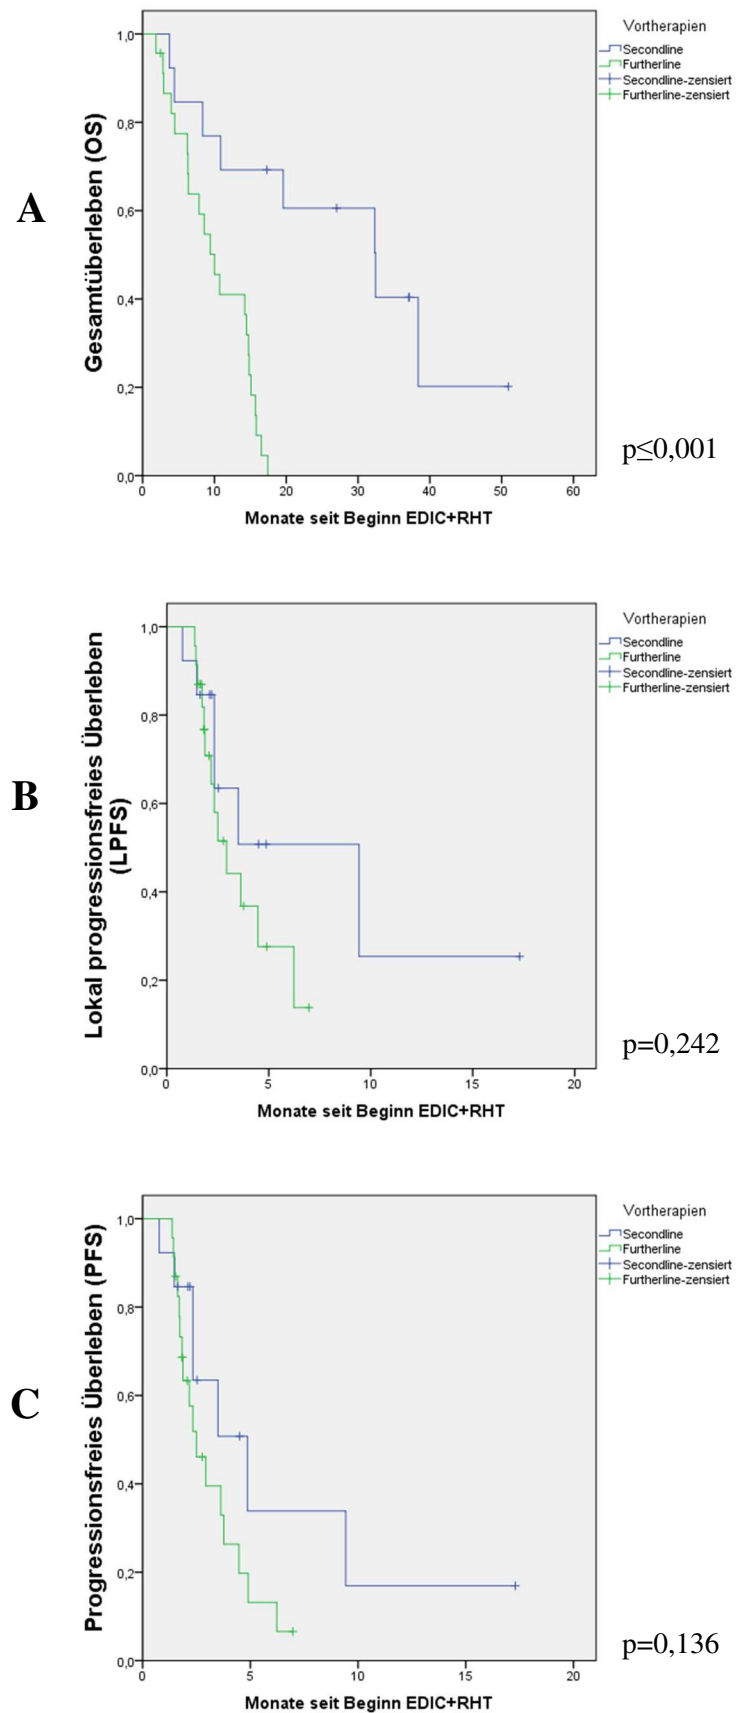 A
Gesamtüberleben (OS)
1,0
0,8
0,6
0,4
0,2
0,0
0 10 20 30 40 50 60
Monate seit Beginn EDIC+RHT
Vortherapien
Secondline
Furtherline
Secondline-zensiert
Furtherline-zensiert
p≤0,001
B
Lokal progressionsfreies Überleben
(LPFS)
1,0
0,8
0,6
0,4
0,2
0,0
0 5 10 15 20
Monate seit Beginn EDIC+RHT
Vortherapien
Secondline
Furtherline
Secondline-zensiert
Furtherline-zensiert
p=0,242
C
Progressionsfreies Überleben (PFS)
1,0
0,8
0,6
0,4
0,2
0,0
0 5 10 15 20
Monate seit Beginn EDIC+RHT
Vortherapien
Secondline
Furtherline
Secondline-zensiert
Furtherline-zensiert
p=0,136